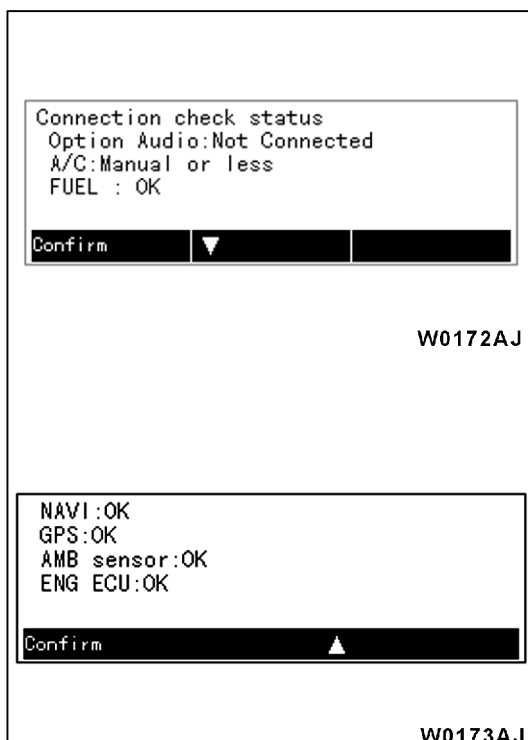 Connection check status
Option Audio:Not Connected
A/C:Manual or less
FUEL : OK
Confirm ▼
W0172AJ
NAVI:OK
GPS:OK
AMB sensor:OK
ENG ECU:OK
Confirm ▲
W0173AJ